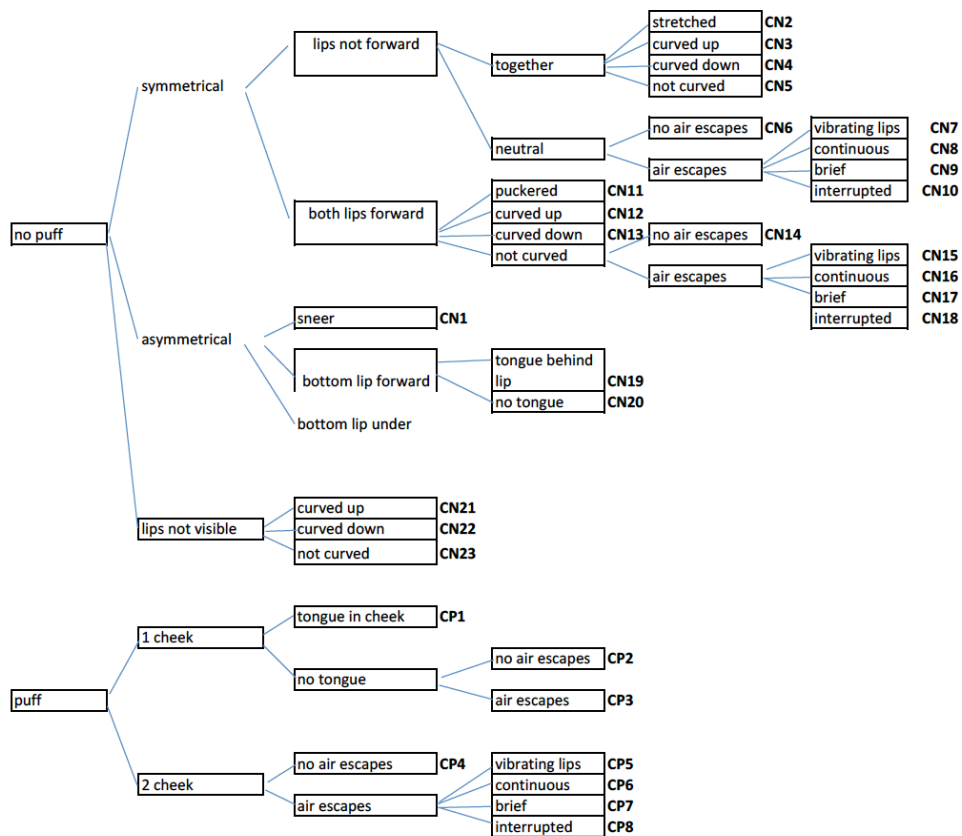 stretched CN2
lips not forward curved up CN3
together curved down CN4
symmetrical not curved CN5
no air escapes CN6 vibrating lips CN7
neutral continuous CN8
air escapes brief CN9
puckered CN11 interrupted CN10
both lips forward curved up CN12
no puff curved down CN13 no air escapes CN14
not curved vibrating lips CN15
air escapes continuous CN16
brief CN17
sneer CN1 interrupted CN18
asymmetrical
tongue behind
bottom lip forward lip CN19
no tongue CN20
bottom lip under
curved up CN21
lips not visible curved down CN22
not curved CN23
tongue in cheek CP1
1 cheek
no air escapes CP2
no tongue
puff air escapes CP3
no air escapes CP4 vibrating lips CP5
2 cheek continuous CP6
air escapes brief CP7
interrupted CP8